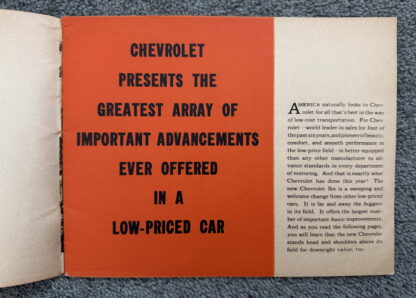 CHEVROLET
PRESENTS THE
GREATEST ARRAY OF
IMPORTANT ADVANCEMENTS
EVER OFFERED
IN A
LOW-PRICED CAR
AMERICA naturally looks to Chev-
rolet for all that's best in the way
of low-cost transportation. For Chev-
rolet—world leader in sales for four of
the past six years, and pioneer of beauty,
comfort, and smooth performance in
the low-price field—is better equipped
than any other manufacturer to ad-
vance standards in every department
of motoring. And that is exactly what
Chevrolet has done this year! The
new Chevrolet Six is a sweeping and
welcome change from other low-priced
cars. It is far and away the biggest
in its field. It offers the largest num-
ber of important basic improvements.
And as you read the following pages,
you will learn that the new Chevrolet
stands head and shoulders above its
field for downright value, too.